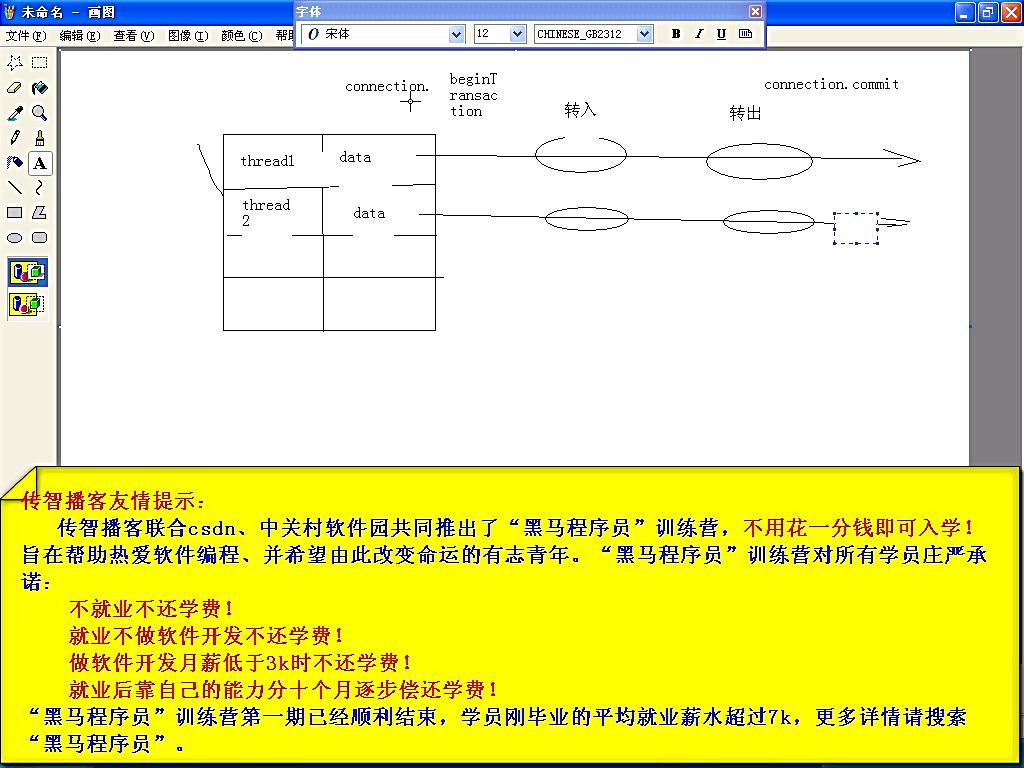 未命名 - 画图
字体
文件(F) 编辑(E) 查看(V) 图像(I) 颜色(C) 帮助
O 宋体 12 CHINESE_GB2312 B I U
A
connection.
beginT
ransac
tion
转入
转出
connection.commit
thread1
data
thread
2
data
传智播客友情提示：
传智播客联合csdn、中关村软件园共同推出了“黑马程序员”训练营，不用花一分钱即可入学！
旨在帮助热爱软件编程、并希望由此改变命运的有志青年。“黑马程序员”训练营对所有学员庄严承
诺：
不就业不还学费！
就业不做软件开发不还学费！
做软件开发月薪低于3k时不还学费！
就业后靠自己的能力分十个月逐步偿还学费！
“黑马程序员”训练营第一期已经顺利结束，学员刚毕业的平均就业薪水超过7k，更多详情请搜索
“黑马程序员”。